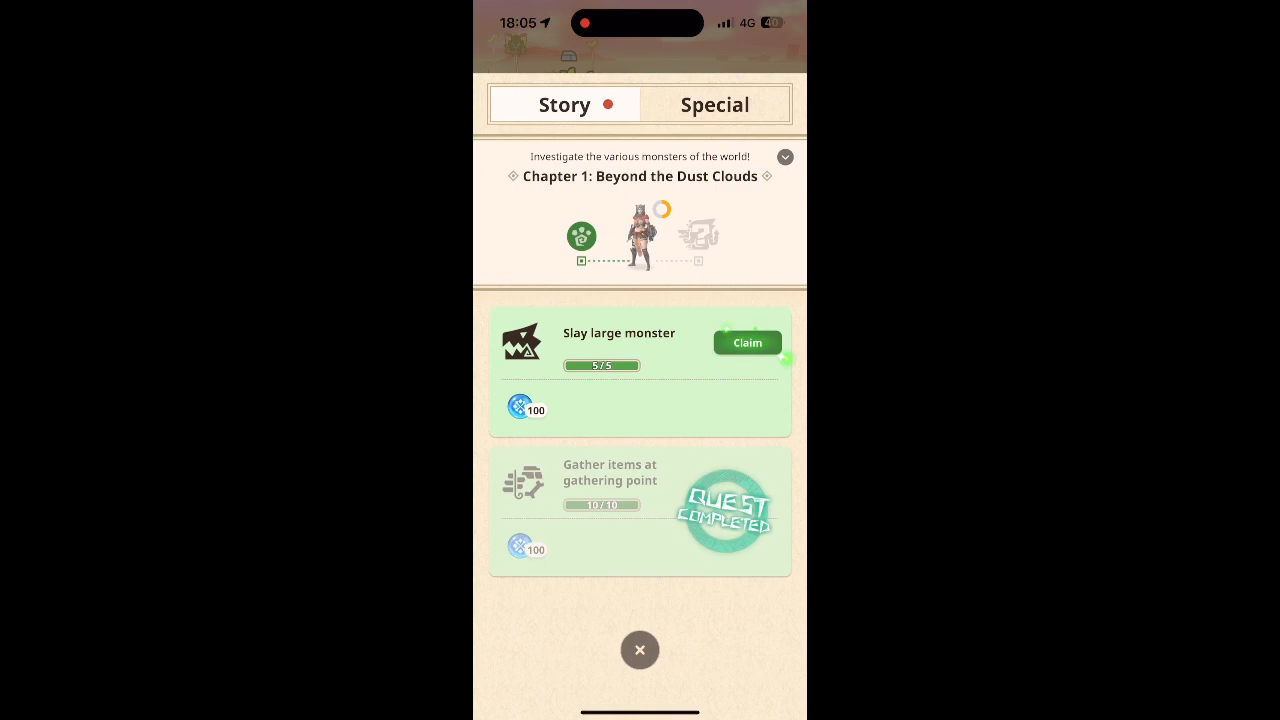 18:05
4G
40
Story
Special
Investigate the various monsters of the world!
Chapter 1: Beyond the Dust Clouds
Slay large monster
Claim
5/5
100
Gather items at
gathering point
10/10
QUEST
COMPLETED
100